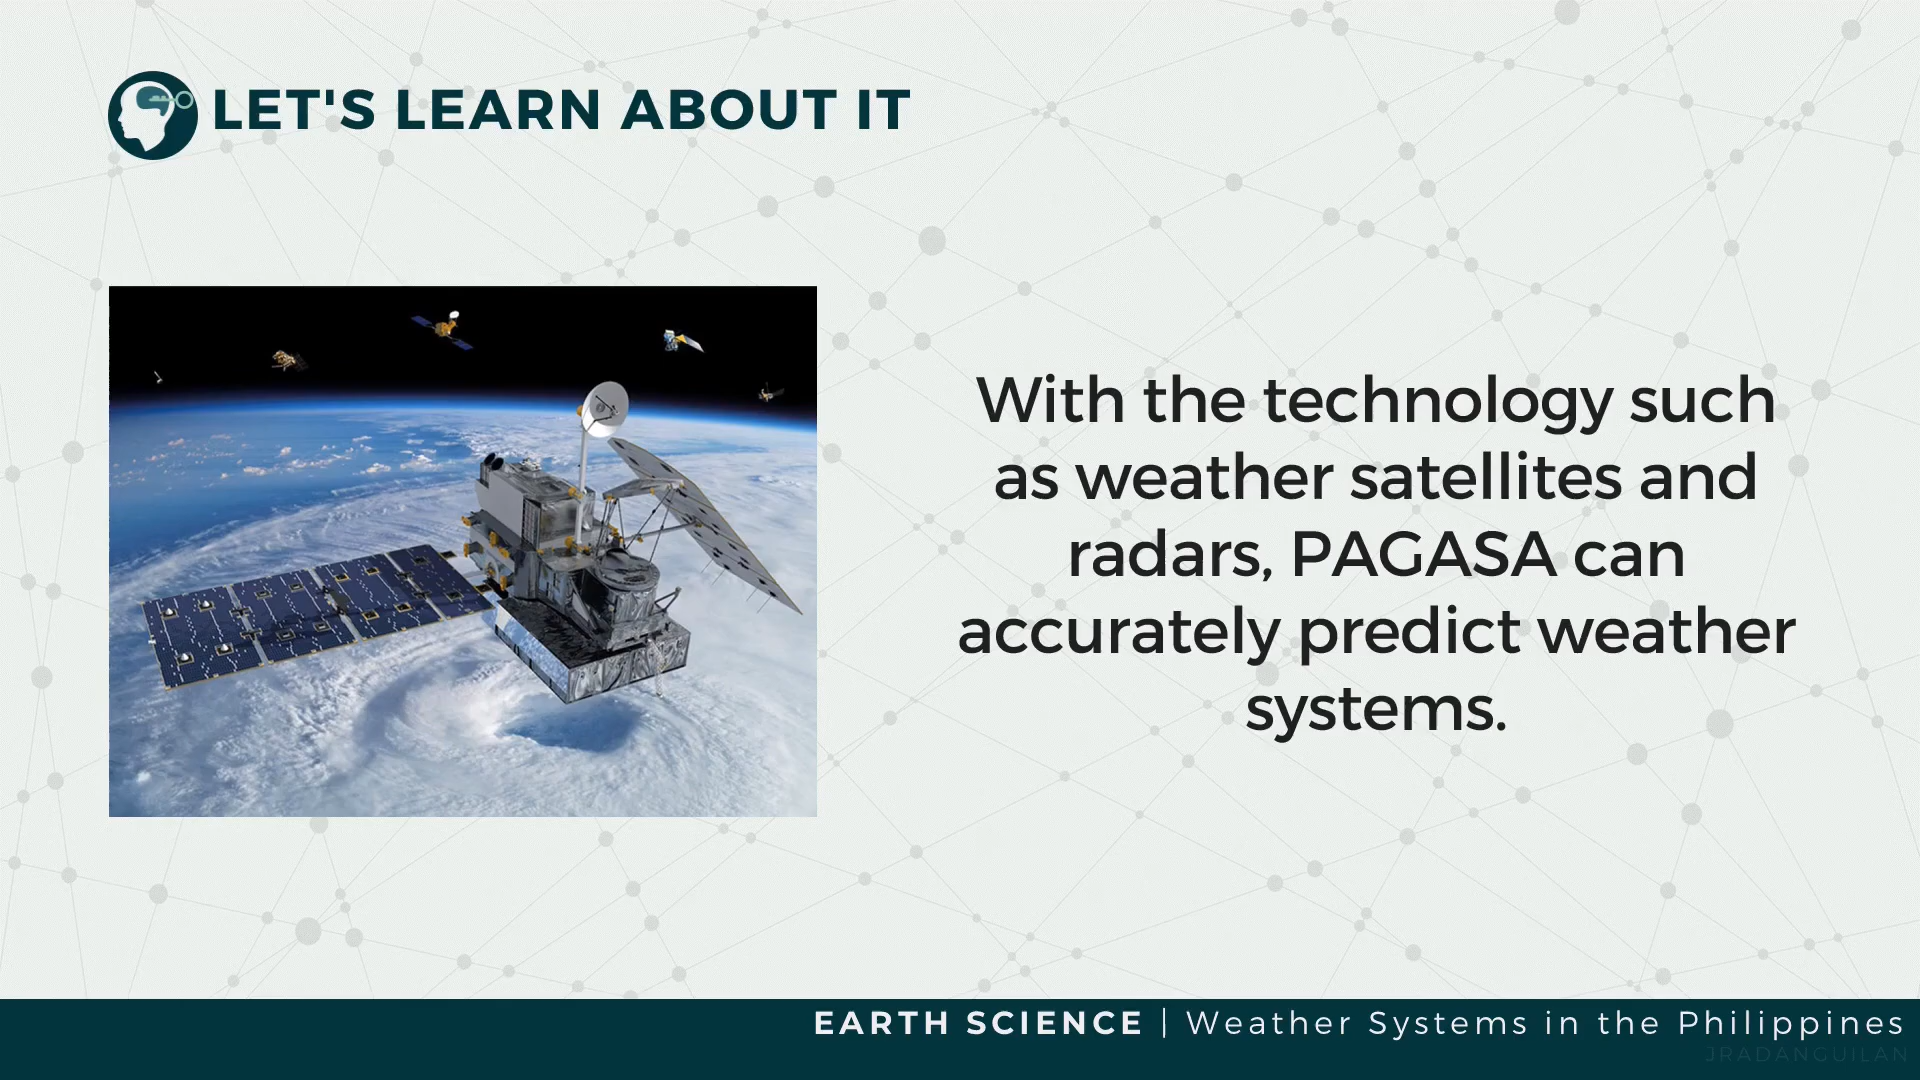 LET'S LEARN ABOUT IT
With the technology such
as weather satellites and
radars, PAGASA can
accurately predict weather
systems.
EARTH SCIENCE | Weather Systems in the Philippines
JRADANGUILAN